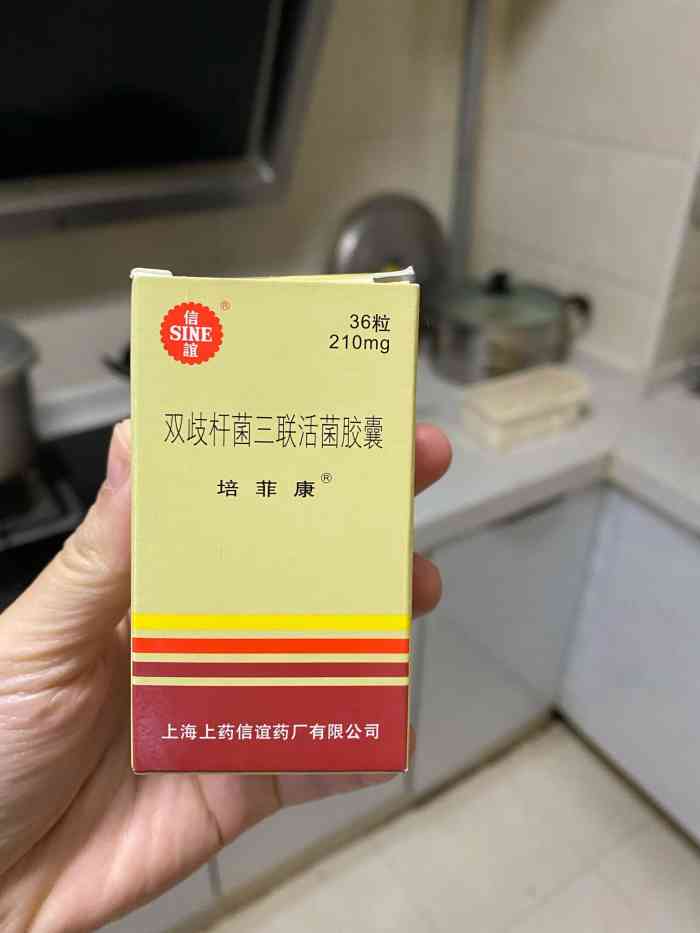 信
SINE
誼
®
36粒
210mg
双歧杆菌三联活菌胶囊
培菲康®
上海上药信谊药厂有限公司